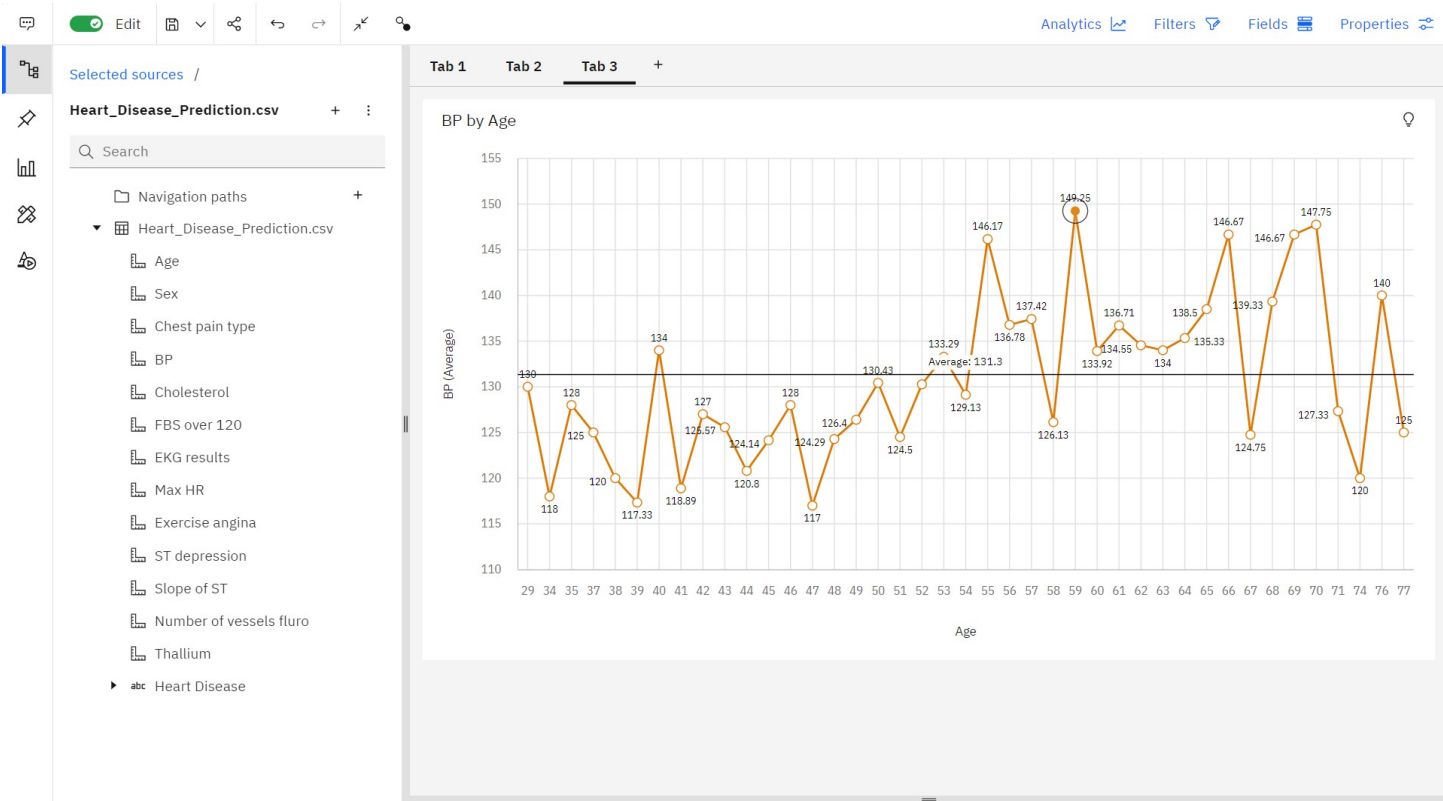 Edit
Analytics Filters Fields Properties
Selected sources /
Heart_Disease_Prediction.csv
Search
Navigation paths
Heart_Disease_Prediction.csv
Age
Sex
Chest pain type
BP
Cholesterol
FBS over 120
EKG results
Max HR
Exercise angina
ST depression
Slope of ST
Number of vessels fluro
Thallium
abc Heart Disease
Tab 1 Tab 2 Tab 3 +
BP by Age
BP (Average)
155
150
145
140
135
130
125
120
115
110
130
118
128
125
120
117.33
134
118.89
127
125.57
120.8
124.14
128
117
124.29
126.4
130.43
124.5
133.29
Average: 131.3
129.13
146.17
136.78
137.42
126.13
149.25
133.92
136.71
134.55
134
135.33
138.5
146.67
124.75
139.33
146.67
147.75
127.33
120
140
125
29 34 35 37 38 39 40 41 42 43 44 45 46 47 48 49 50 51 52 53 54 55 56 57 58 59 60 61 62 63 64 65 66 67 68 69 70 71 74 76 77
Age